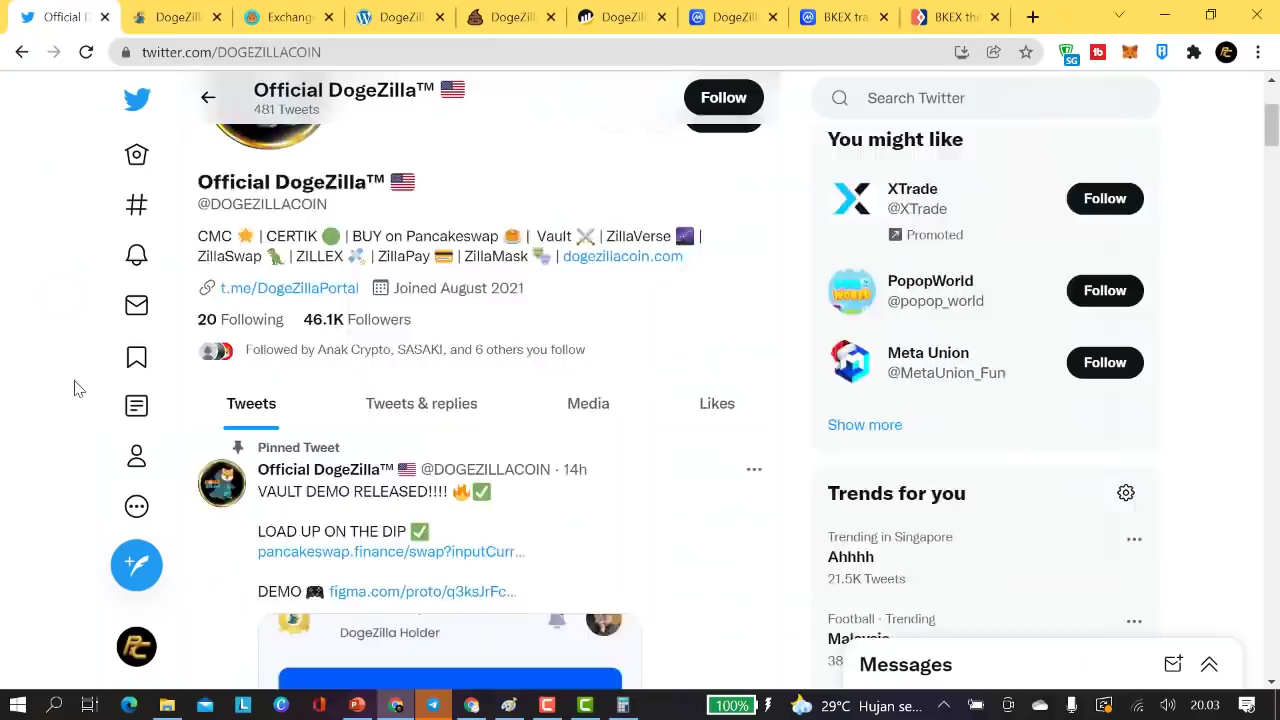 Official D
DogeZill
Exchange
DogeZill
DogeZill
DogeZill
DogeZill
BKEX tra
BKEX the
twitter.com/DOGEZILLACOIN
SG
Official DogeZilla™
481 Tweets
Follow
Search Twitter
Official DogeZilla™
@DOGEZILLACOIN
CMC | CERTIK | BUY on Pancakeswap | Vault | ZillaVerse |
ZillaSwap | ZILLEX | ZillaPay | ZillaMask dogezillacoin.com
t.me/DogeZillaPortal Joined August 2021
20 Following 46.1K Followers
Followed by Anak Crypto, SASAKI, and 6 others you follow
Tweets
Tweets & replies
Media
Likes
Pinned Tweet
Official DogeZilla™ @DOGEZILLACOIN · 14h
VAULT DEMO RELEASED!!!!
LOAD UP ON THE DIP
pancakeswap.finance/swap?inputCurr...
DEMO figma.com/proto/q3ksJrFc...
DogeZilla Holder
You might like
XTrade
@XTrade
Promoted
Follow
PopopWorld
@popop_world
Follow
Meta Union
@MetaUnion_Fun
Follow
Show more
Trends for you
Trending in Singapore
Ahhhh
21.5K Tweets
Football · Trending
Malaysia
38
Messages
100%
29°C Hujan se...
20.03